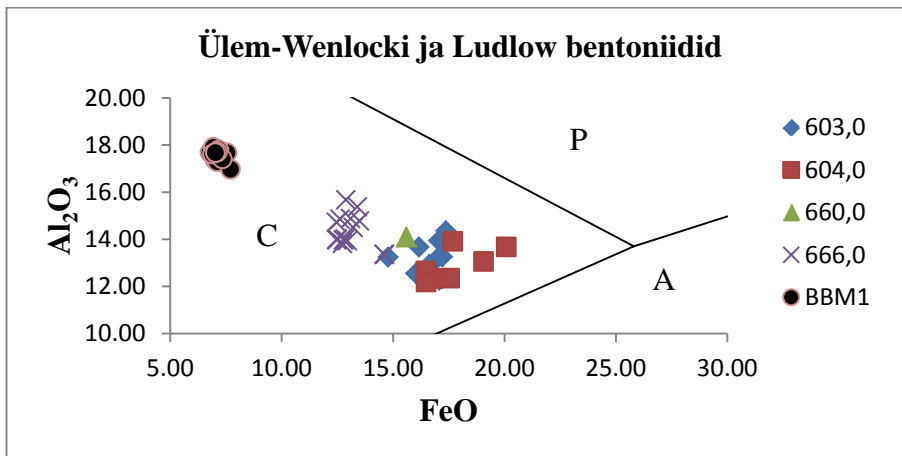 Ülem-Wenlocki ja Ludlow bentoniidid
Al2O3
20.00
18.00
16.00
14.00
12.00
10.00
5.00 10.00 15.00 20.00 25.00 30.00
FeO
P
C
A
603,0
604,0
660,0
666,0
BBM1